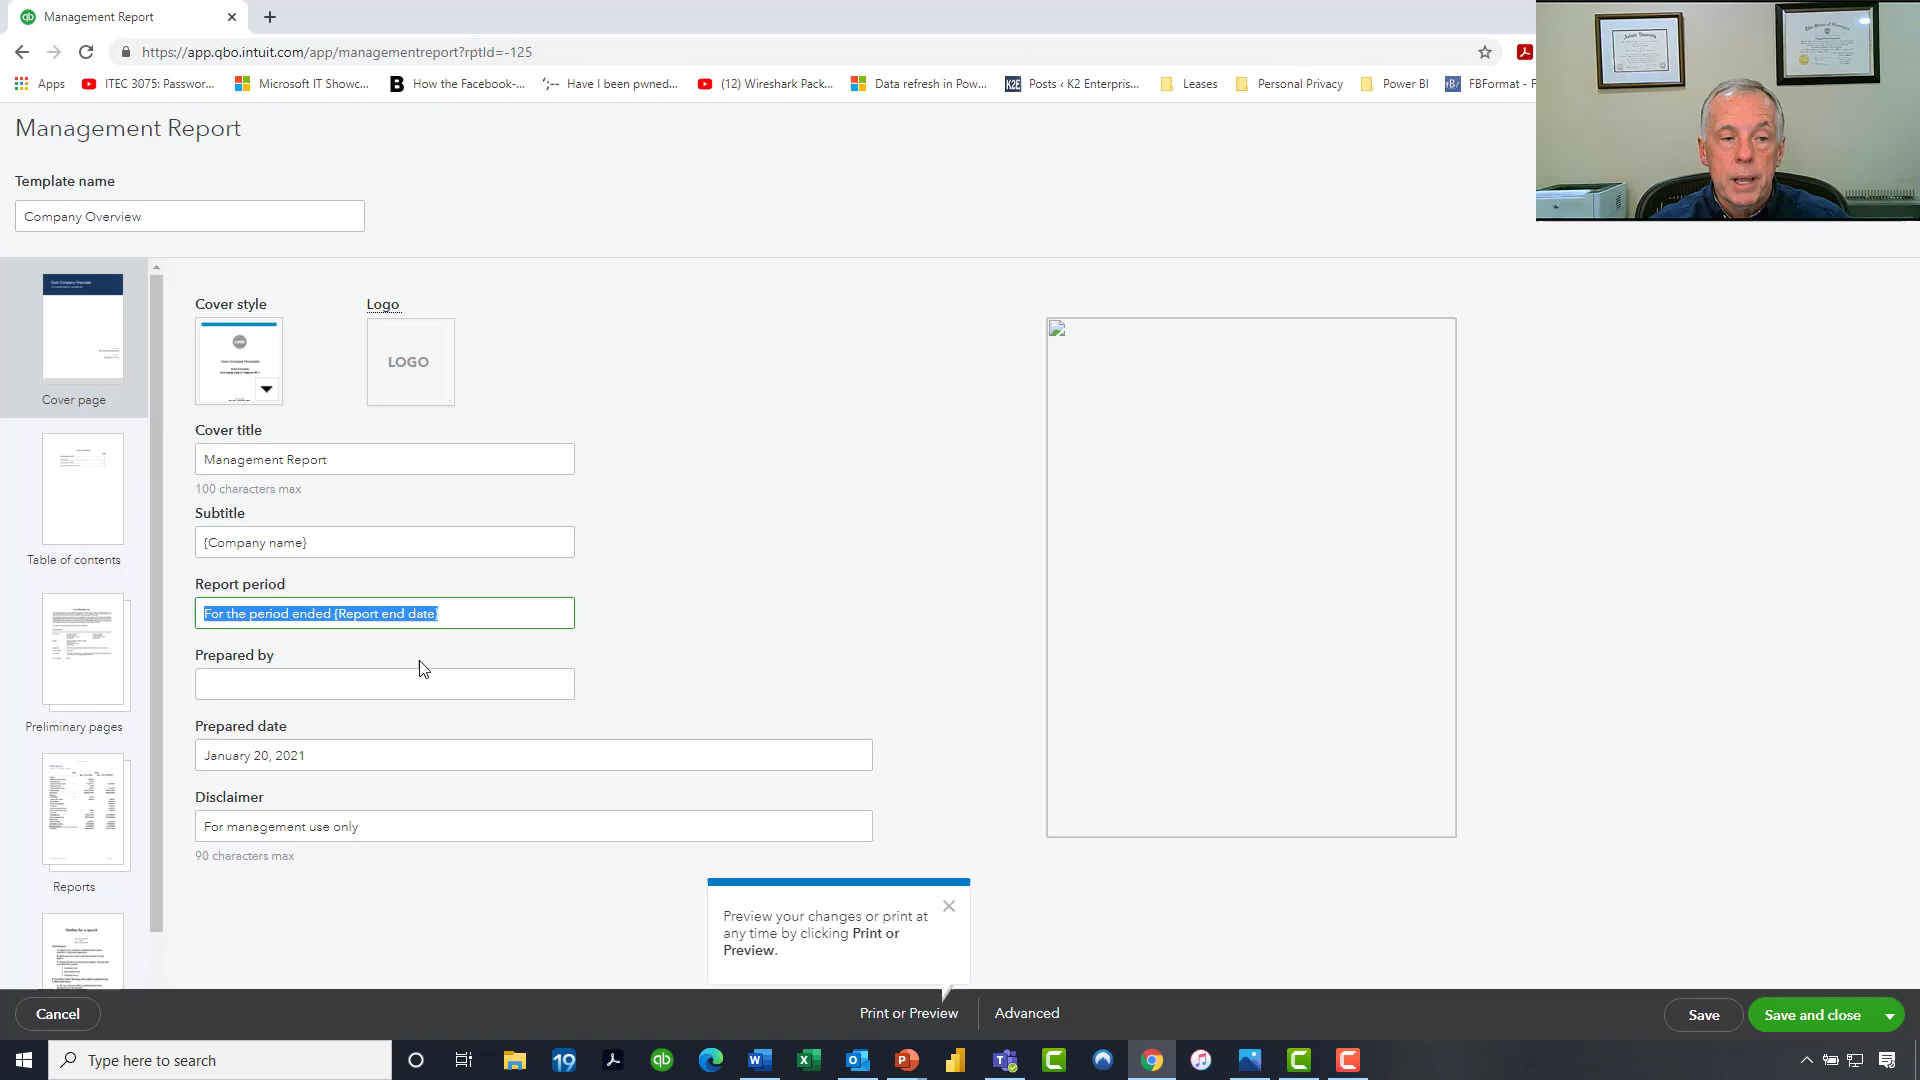 Management Report
https://app.qbo.intuit.com/app/managementreport?rptId=-125
Apps
ITEC 3075: Passwor...
Microsoft IT Showc...
How the Facebook-...
Have I been pwned...
(12) Wireshark Pack...
Data refresh in Pow...
Posts ‹ K2 Enterpris...
Leases
Personal Privacy
Power BI
FBFormat - F
Management Report
Template name
Company Overview
Cover page
Table of contents
Preliminary pages
Reports
Cover style
Logo
LOGO
Cover title
Management Report
100 characters max
Subtitle
{Company name}
Report period
For the period ended {Report end date}
Prepared by
Prepared date
January 20, 2021
Disclaimer
For management use only
90 characters max
Preview your changes or print at
any time by clicking Print or
Preview.
Cancel
Print or Preview
Advanced
Save
Save and close
Type here to search
19